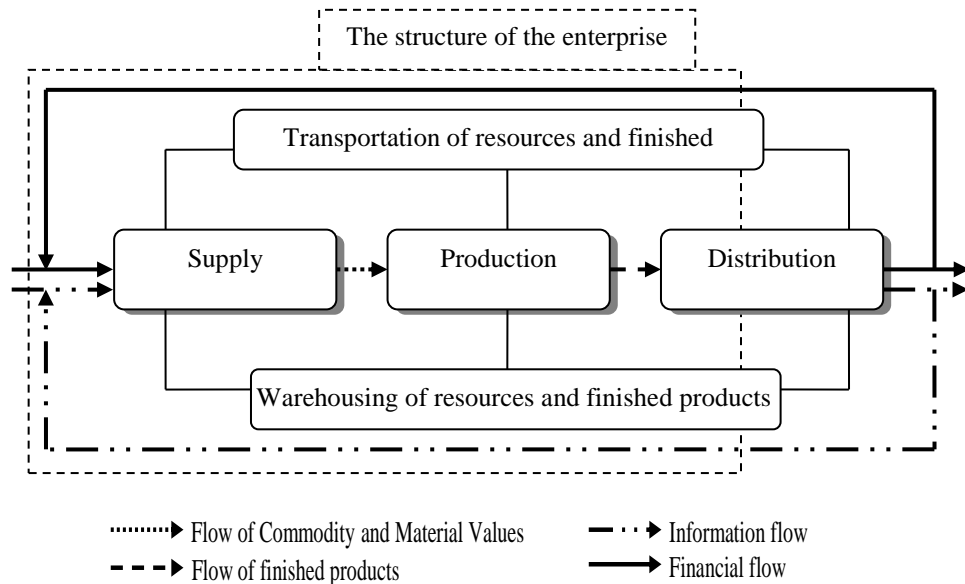 The structure of the enterprise
Transportation of resources and finished
Supply
Production
Distribution
Warehousing of resources and finished products
Flow of Commodity and Material Values
Information flow
Flow of finished products
Financial flow